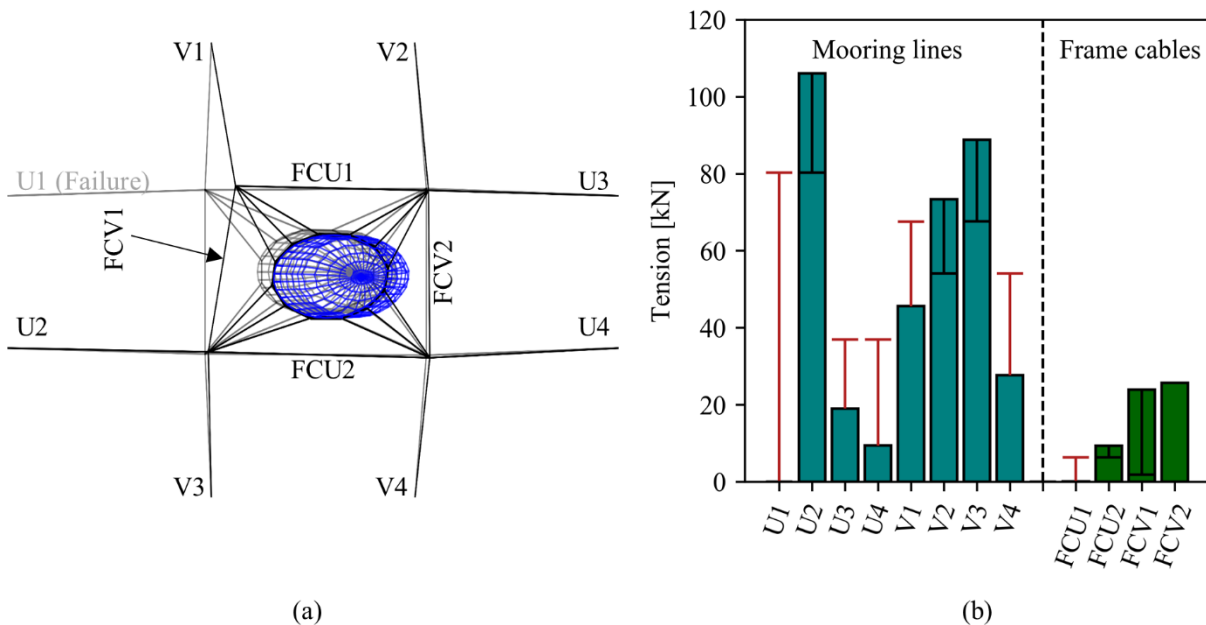 V1
V2
U1 (Failure)
FCU1
U3
FCV1
FCV2
U2
U4
FCU2
V3
V4
(a)
Mooring lines
Frame cables
Tension [kN]
120
100
80
60
40
20
0
U1
U2
U3
U4
V1
V2
V3
V4
FCU1
FCU2
FCV1
FCV2
(b)